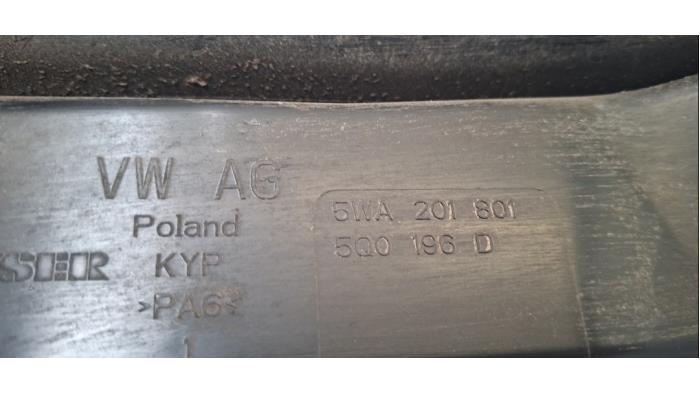 VW AG
Poland
KYP
>PA6<
1
5WA 201 801
5Q0 196 D